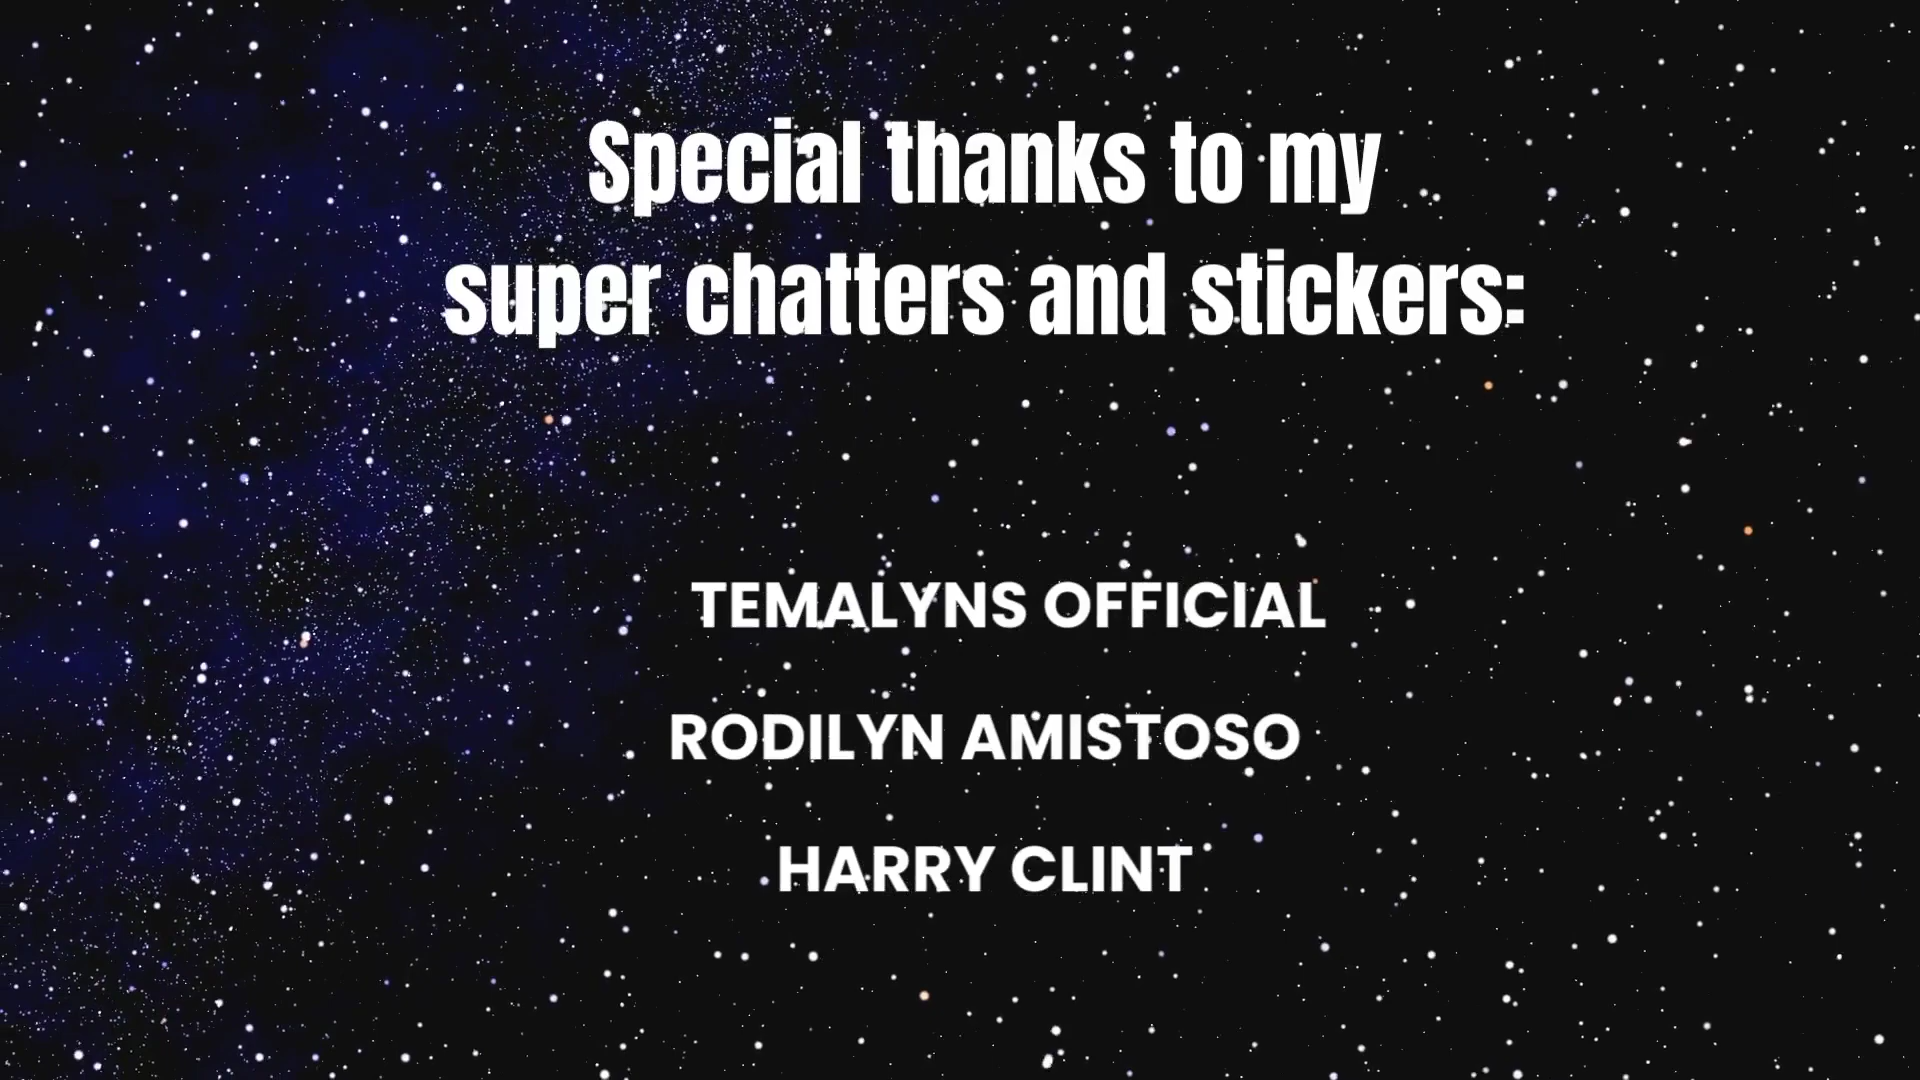 Special thanks to my
super chatters and stickers:
TEMALYNS OFFICIAL
RODILYN AMISTOSO
HARRY CLINT